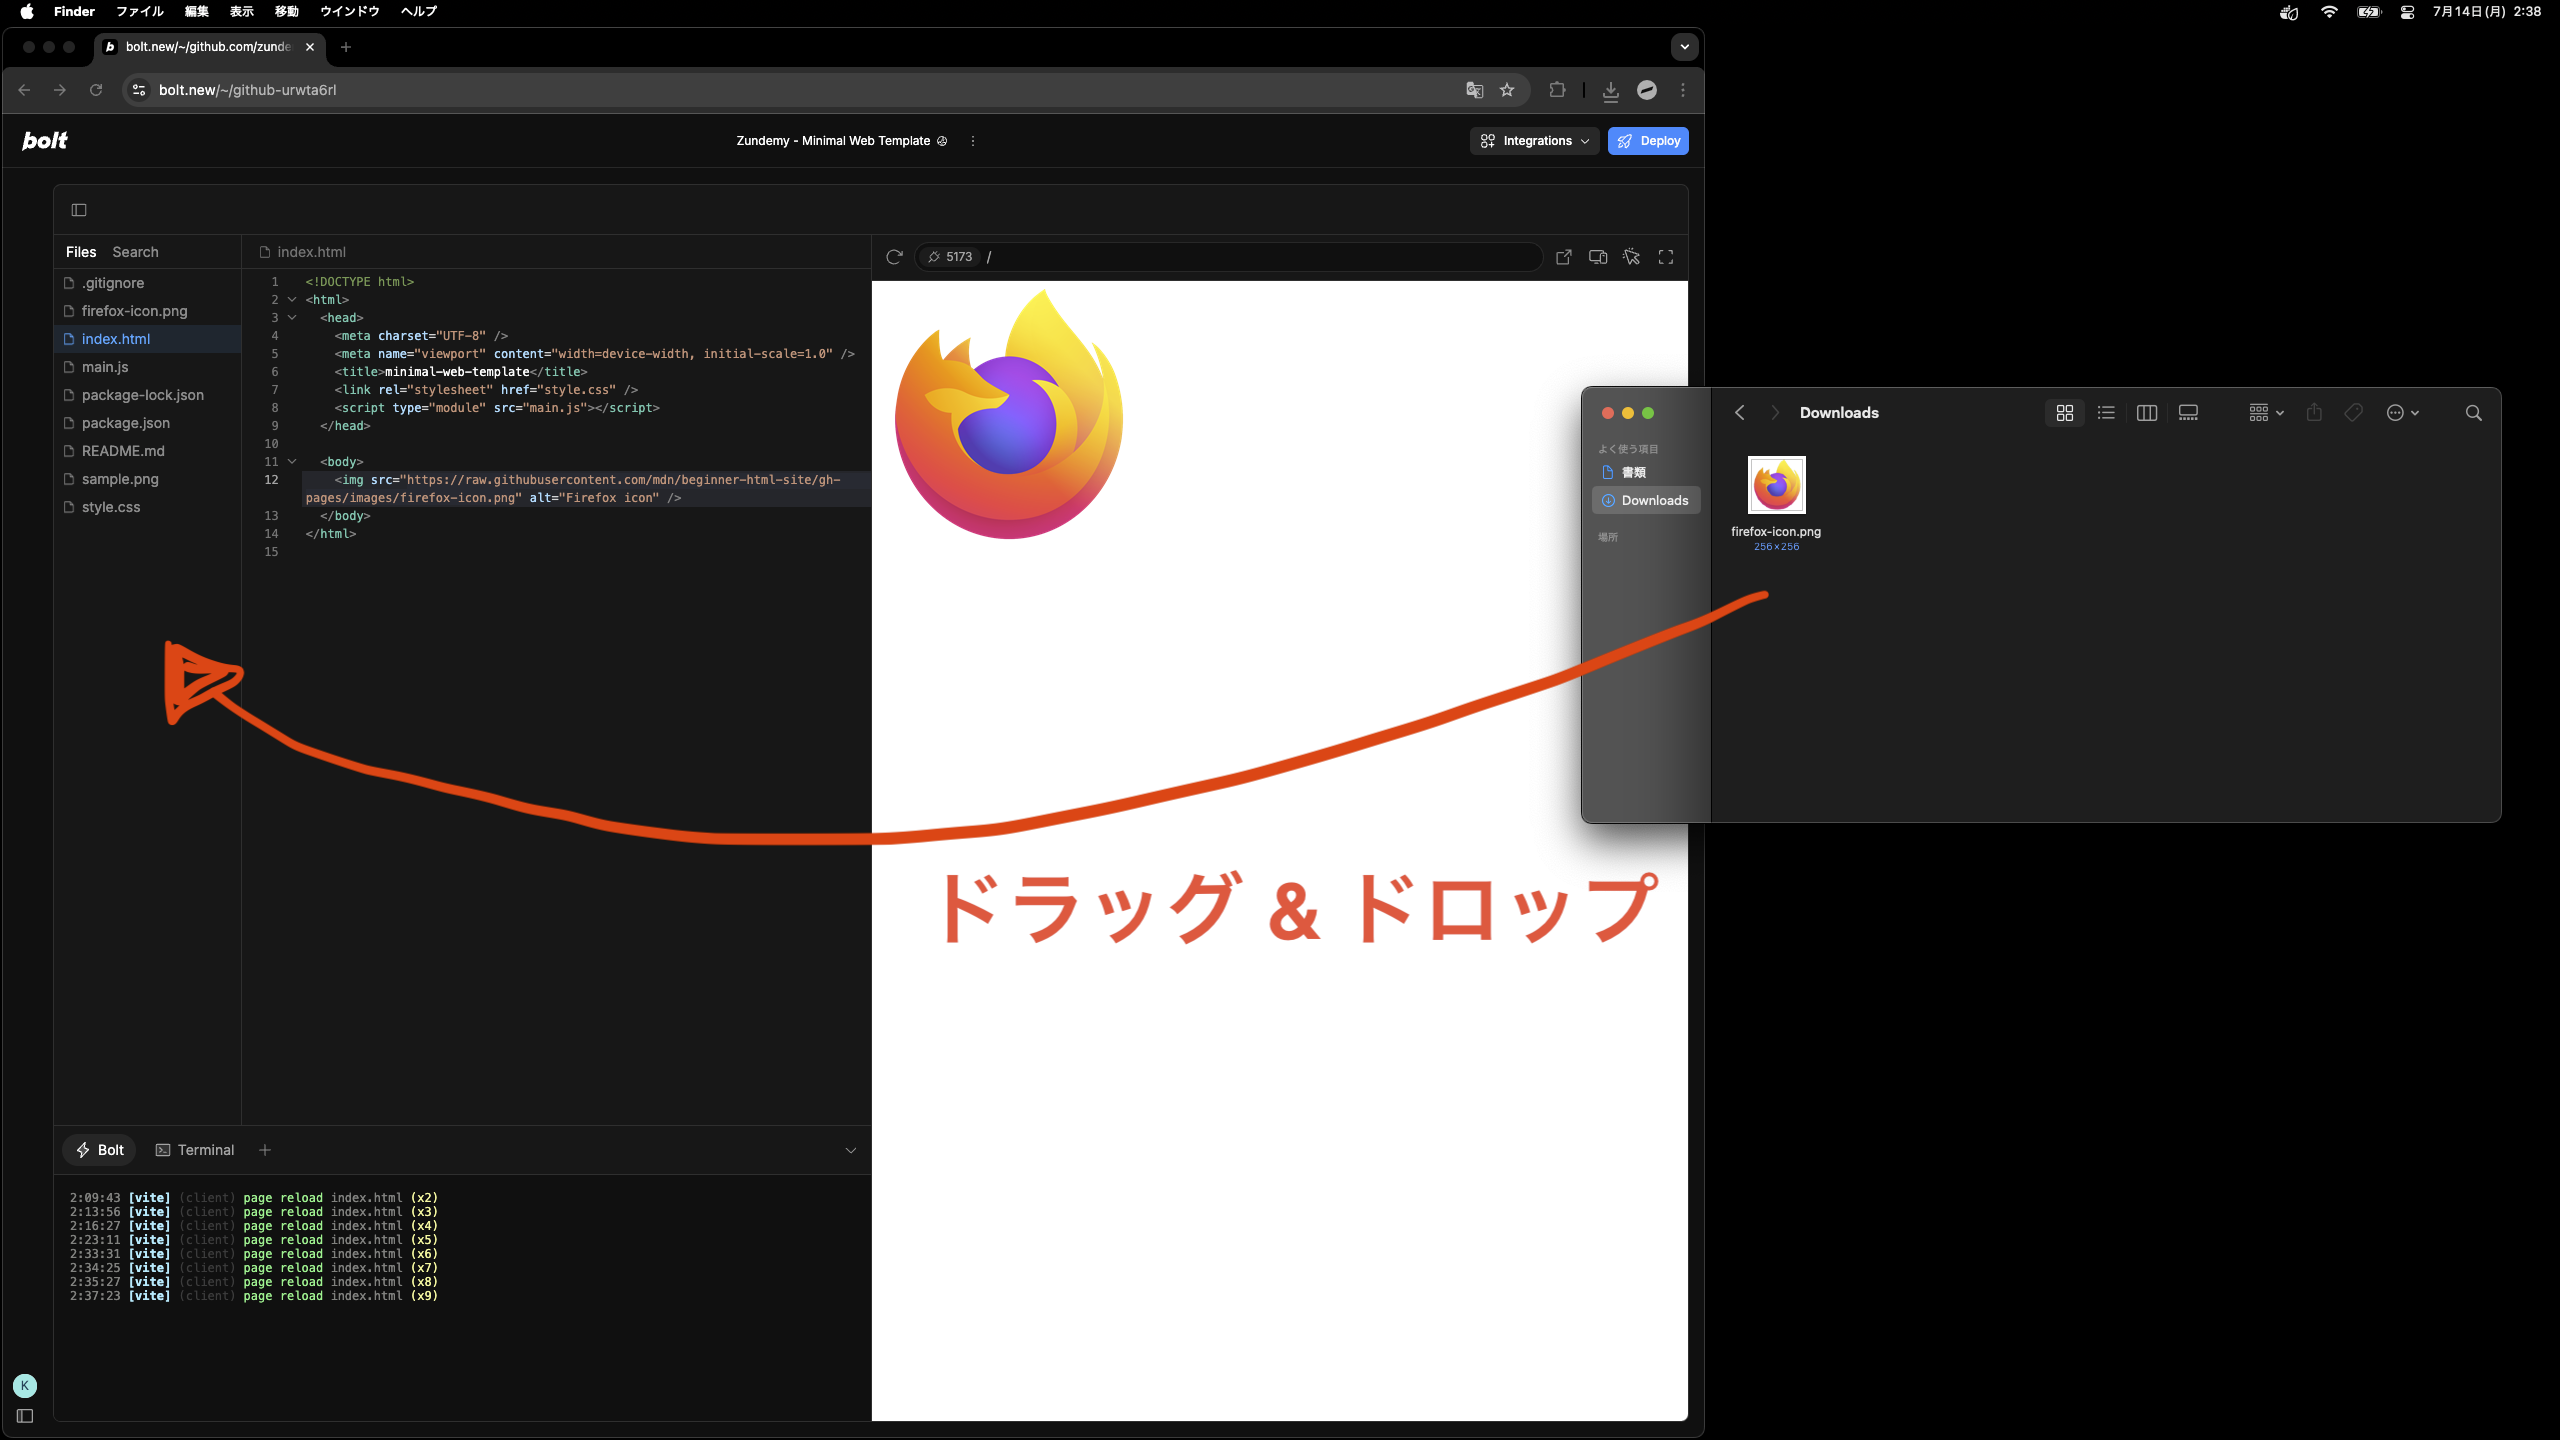 Finder ファイル 編集 表示 移動 ウインドウ ヘルプ
7月14日(月) 2:38
bolt.new/~/github.com/zunde
bolt.new/~/github-urwta6rl
bolt
Zundemy - Minimal Web Template
Integrations
Deploy
Files Search
.gitignore
firefox-icon.png
index.html
main.js
package-lock.json
package.json
README.md
sample.png
style.css
index.html
1 <!DOCTYPE html>
2 <html>
3 <head>
4 <meta charset="UTF-8" />
5 <meta name="viewport" content="width=device-width, initial-scale=1.0" />
6 <title>minimal-web-template</title>
7 <link rel="stylesheet" href="style.css" />
8 <script type="module" src="main.js"></script>
9 </head>
10
11 <body>
12 <img src="https://raw.githubusercontent.com/mdn/beginner-html-site/gh-
pages/images/firefox-icon.png" alt="Firefox icon" />
13 </body>
14 </html>
15
5173 /
Downloads
よく使う項目
書類
Downloads
場所
firefox-icon.png
256×256
ドラッグ & ドロップ
Bolt Terminal
2:09:43 [vite] (client) page reload index.html (x2)
2:13:56 [vite] (client) page reload index.html (x3)
2:16:27 [vite] (client) page reload index.html (x4)
2:23:11 [vite] (client) page reload index.html (x5)
2:33:31 [vite] (client) page reload index.html (x6)
2:34:25 [vite] (client) page reload index.html (x7)
2:35:27 [vite] (client) page reload index.html (x8)
2:37:23 [vite] (client) page reload index.html (x9)
K